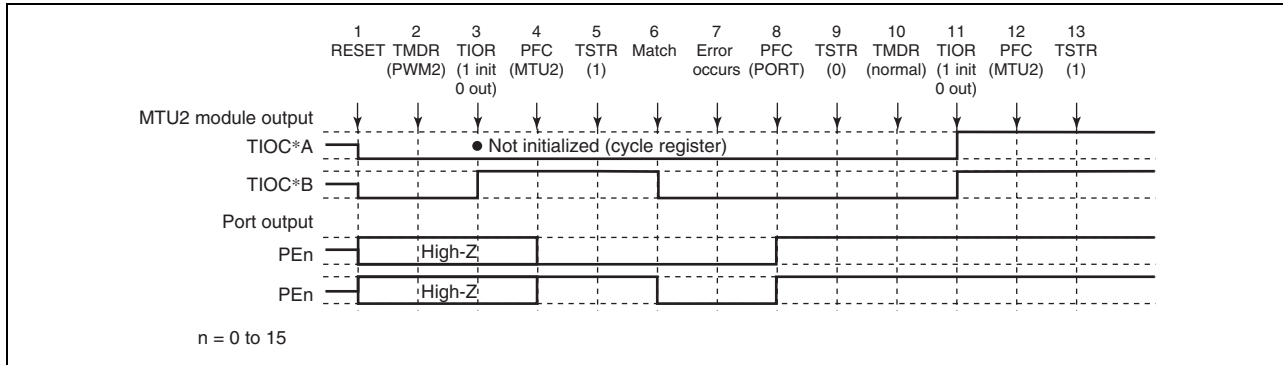 1 2 3 4 5 6 7 8 9 10 11 12 13
RESET TMDR TIOR PFC TSTR Match Error PFC TSTR TMDR TIOR PFC TSTR
(PWM2) (1 init (MTU2) (1) occurs (PORT) (0) (normal) (1 init (MTU2) (1)
0 out) 0 out)
MTU2 module output
TIOC*A
● Not initialized (cycle register)
TIOC*B
Port output
PEn High-Z
PEn High-Z
n = 0 to 15